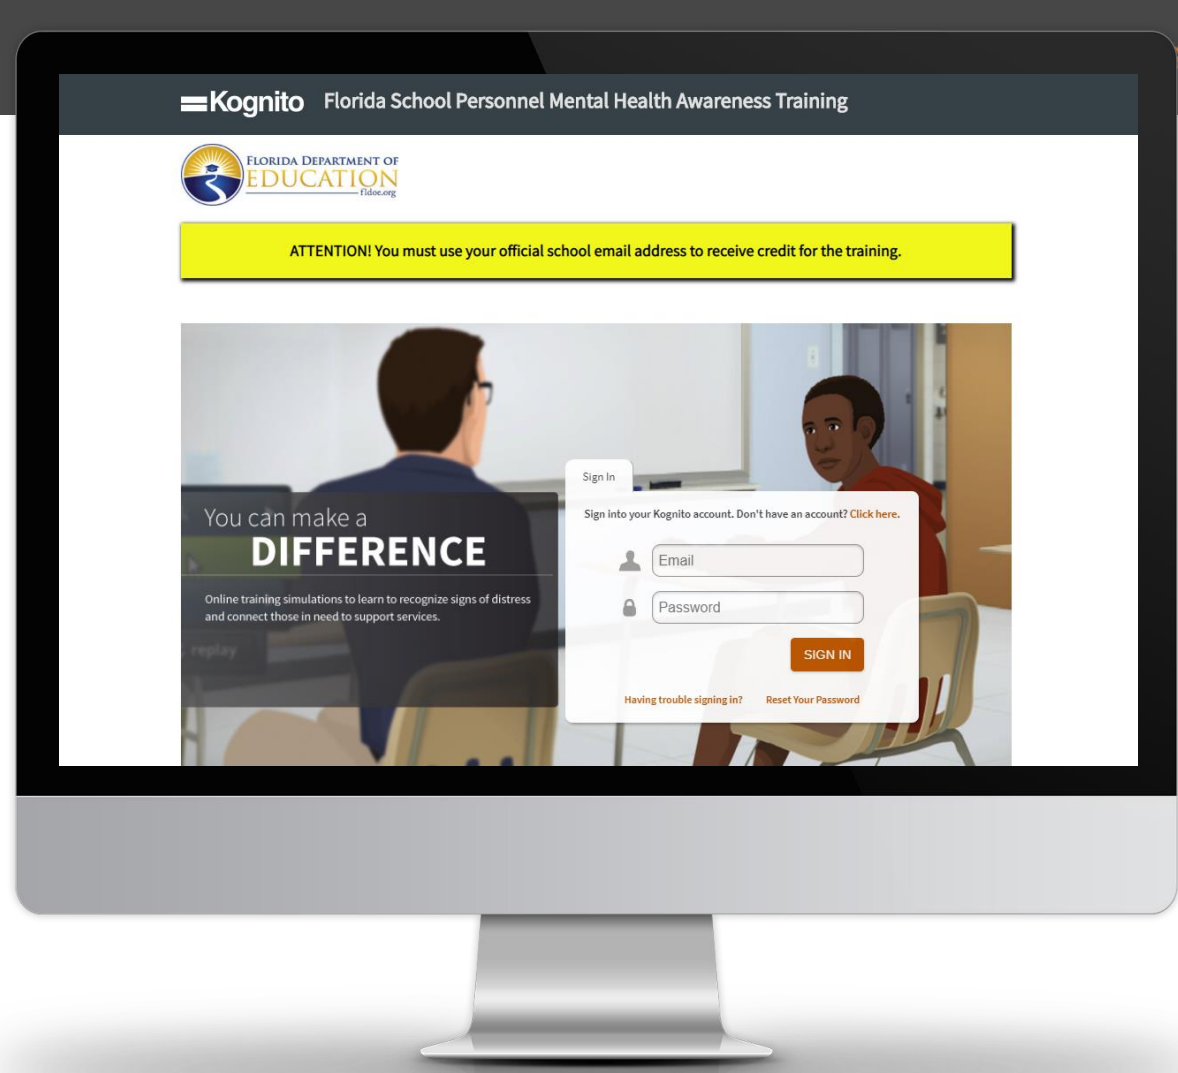 Kognito Florida School Personnel Mental Health Awareness Training
FLORIDA DEPARTMENT OF
EDUCATION
fldoe.org
ATTENTION! You must use your official school email address to receive credit for the training.
You can make a
DIFFERENCE
Online training simulations to learn to recognize signs of distress
and connect those in need to support services.
replay
Sign In
Sign into your Kognito account. Don't have an account? Click here.
Email
Password
SIGN IN
Having trouble signing in? Reset Your Password